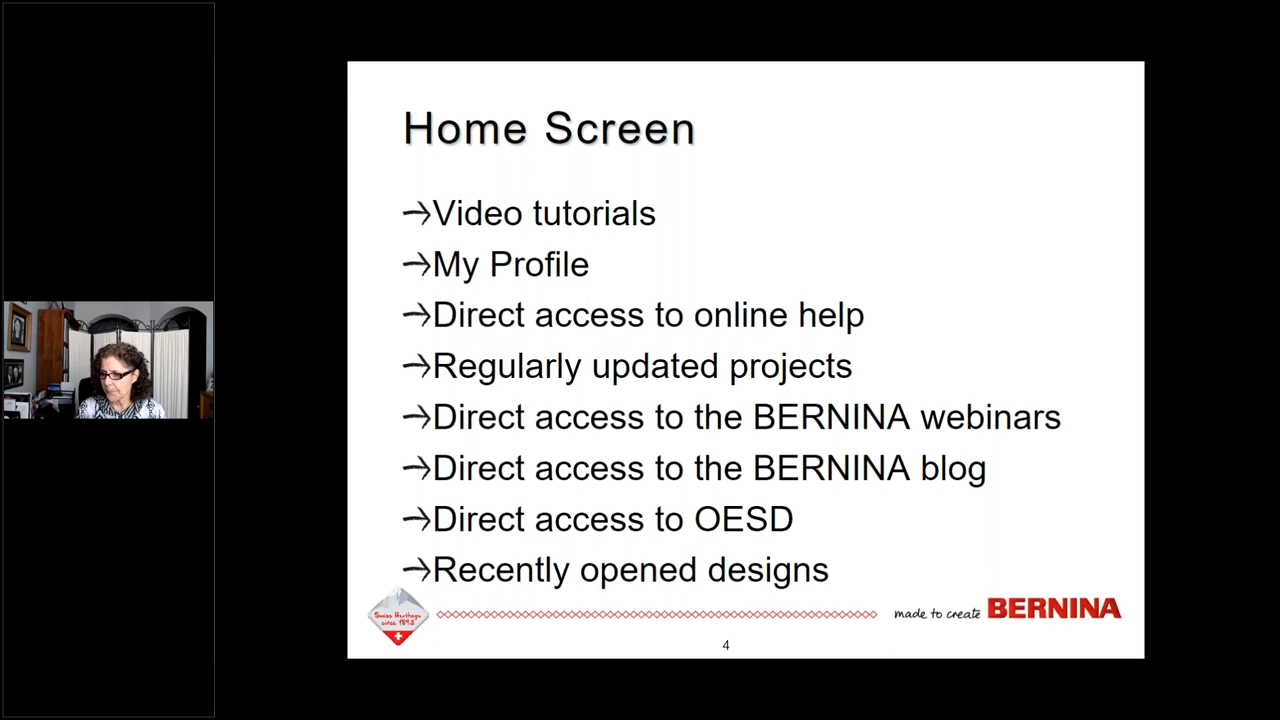 Home Screen
Video tutorials
My Profile
Direct access to online help
Regularly updated projects
Direct access to the BERNINA webinars
Direct access to the BERNINA blog
Direct access to OESD
Recently opened designs
Swiss Heritage
since 1893
made to create BERNINA
4